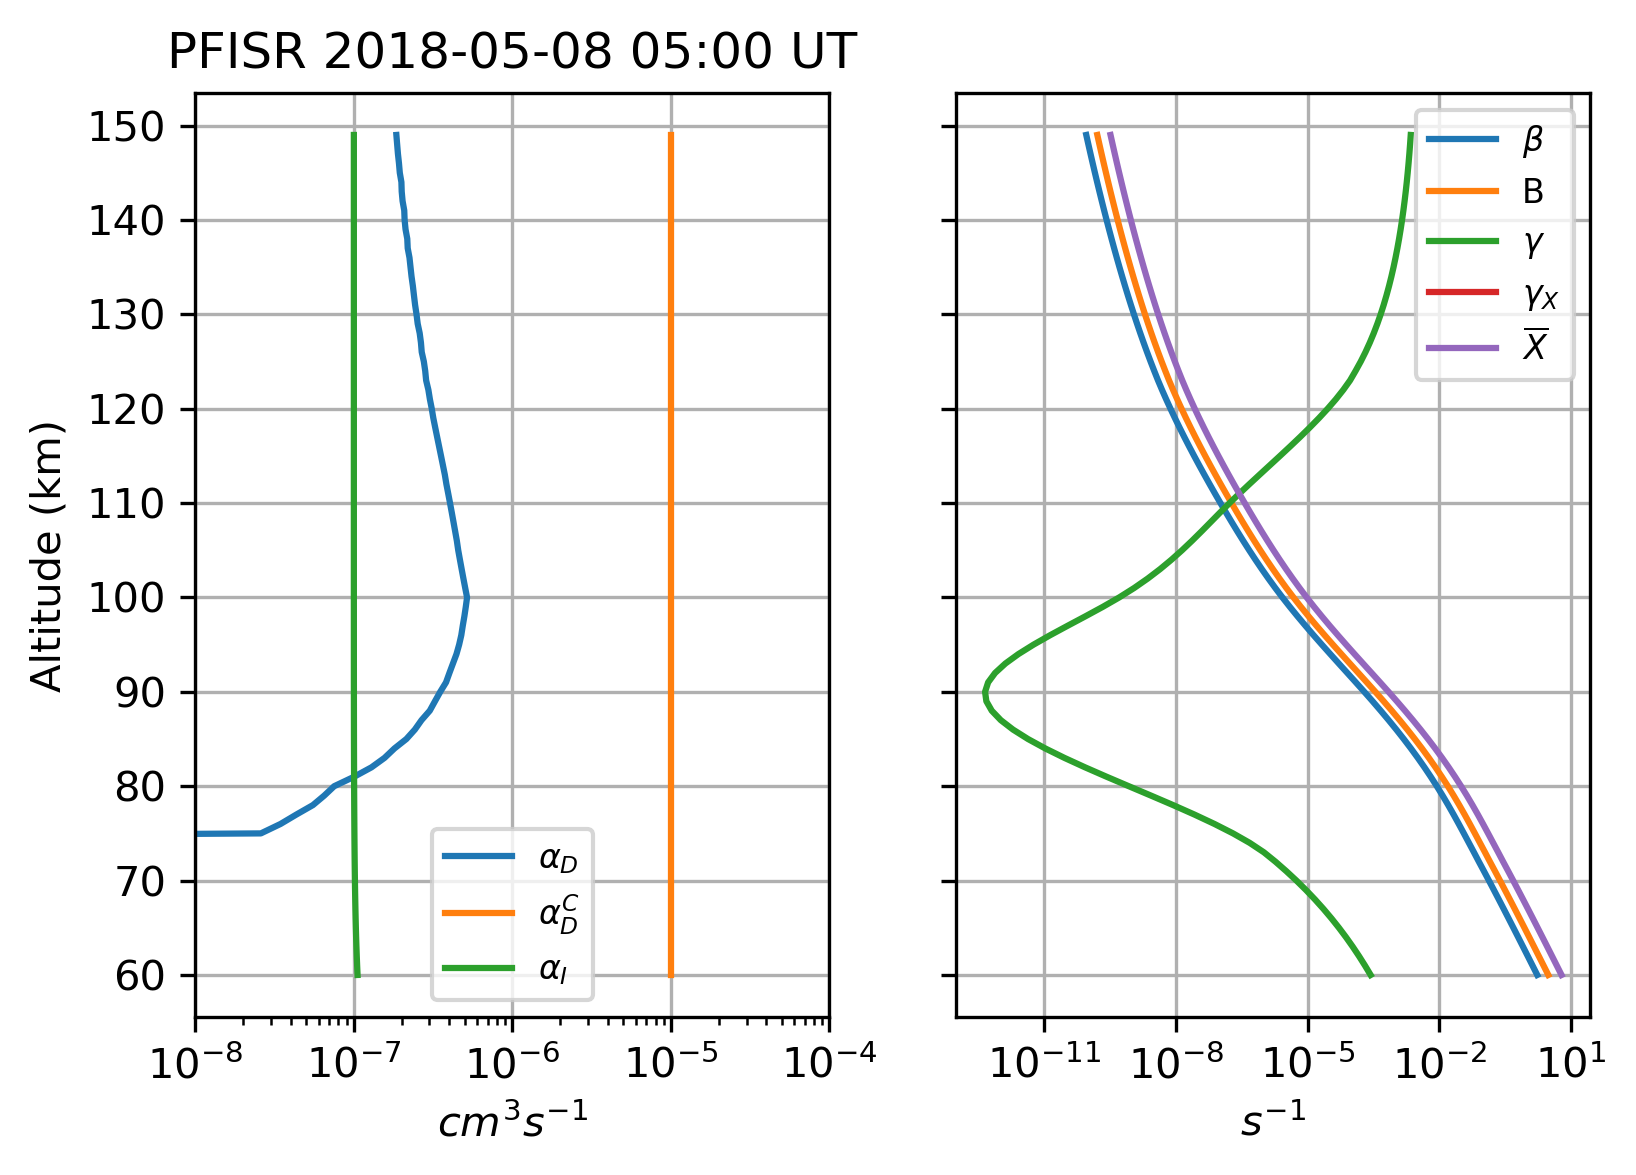 PFISR 2018-05-08 05:00 UT
Altitude (km)
150
140
130
120
110
100
90
80
70
60
α_D
α_D^C
α_I
10^−8 10^−7 10^−6 10^−5 10^−4
cm^3s^−1
β
B
γ
γ_X
X̅
10^−11 10^−8 10^−5 10^−2 10^1
s^−1